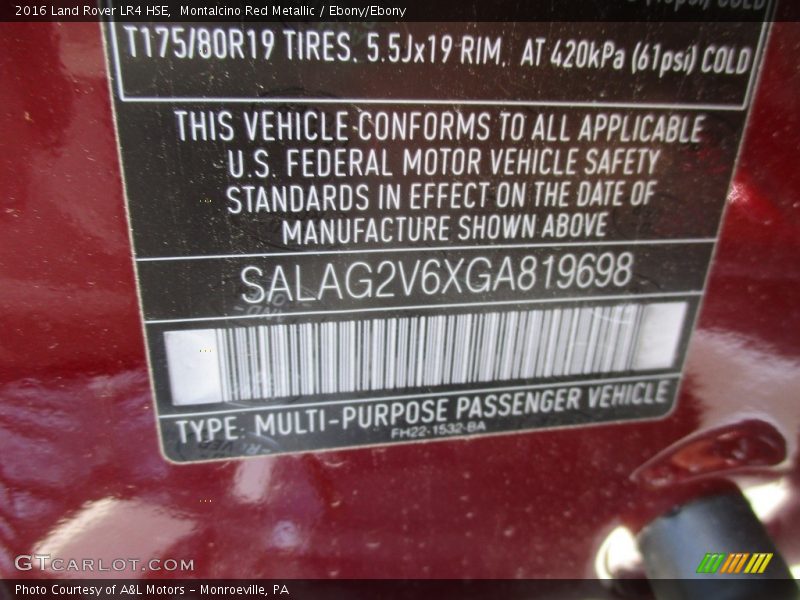 2016 Land Rover LR4 HSE,  Montalcino Red Metallic / Ebony/Ebony
COLD
T175/80R19 TIRES. 5.5Jx19 RIM, AT 420kPa (61psi) COLD
THIS VEHICLE CONFORMS TO ALL APPLICABLE
U.S. FEDERAL MOTOR VEHICLE SAFETY
STANDARDS IN EFFECT ON THE DATE OF
MANUFACTURE SHOWN ABOVE
SALAG2V6XGA819698
TYPE: MULTI-PURPOSE PASSENGER VEHICLE
FH22-1532-BA
GTCARLOT.COM
Photo Courtesy of A&L Motors - Monroeville, PA